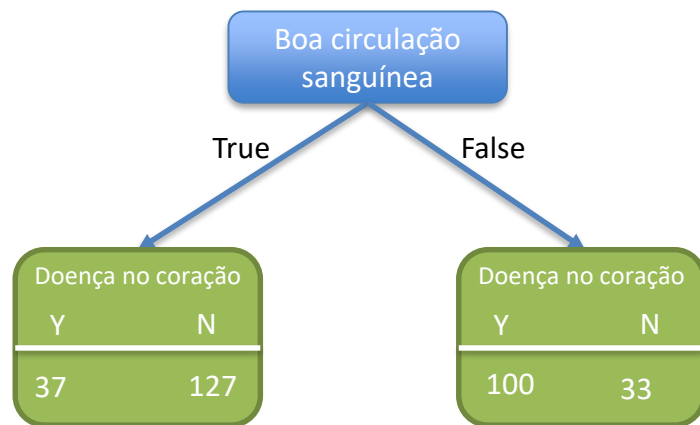 Boa circulação
sanguínea
True
False
Doença no coração
Y N
37 127
Doença no coração
Y N
100 33